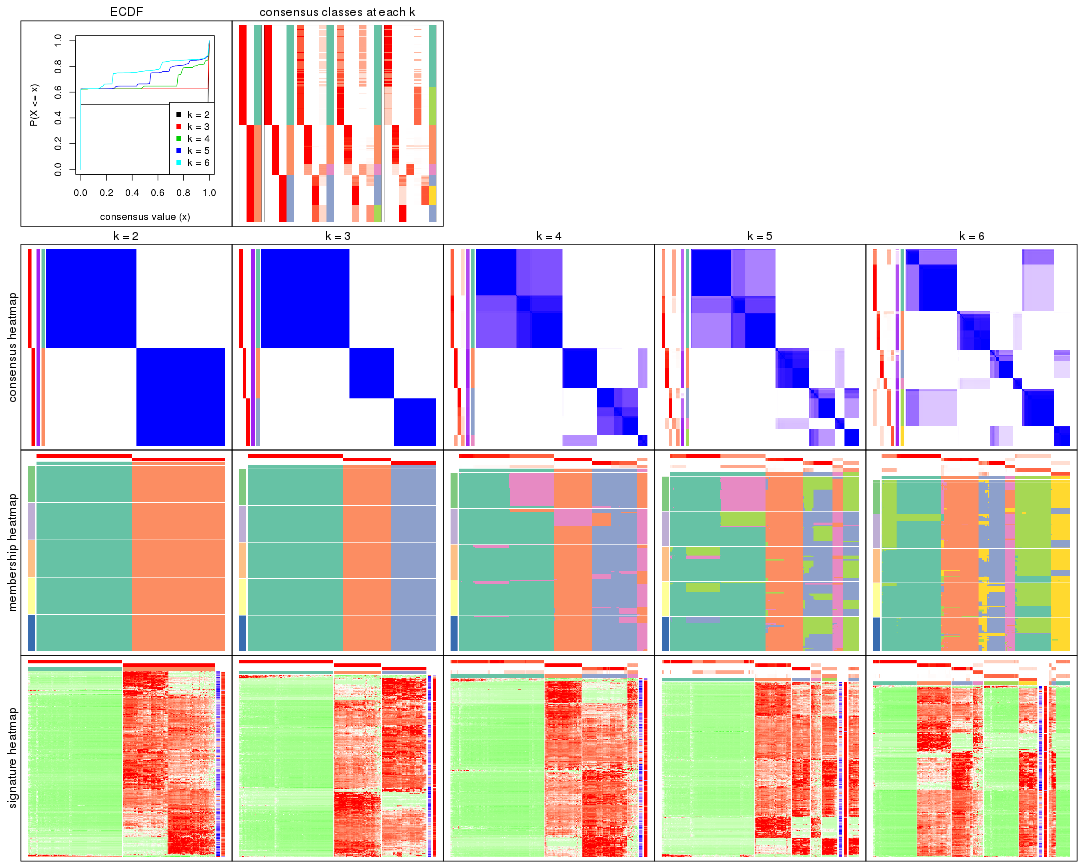 ECDF
consensus classes at each k
P(X <= x)
1.0
0.8
0.6
0.4
0.2
0.0
k = 2
k = 3
k = 4
k = 5
k = 6
0.0 0.2 0.4 0.6 0.8 1.0
consensus value (x)
k = 2
k = 3
k = 4
k = 5
k = 6
consensus heatmap
membership heatmap
signature heatmap